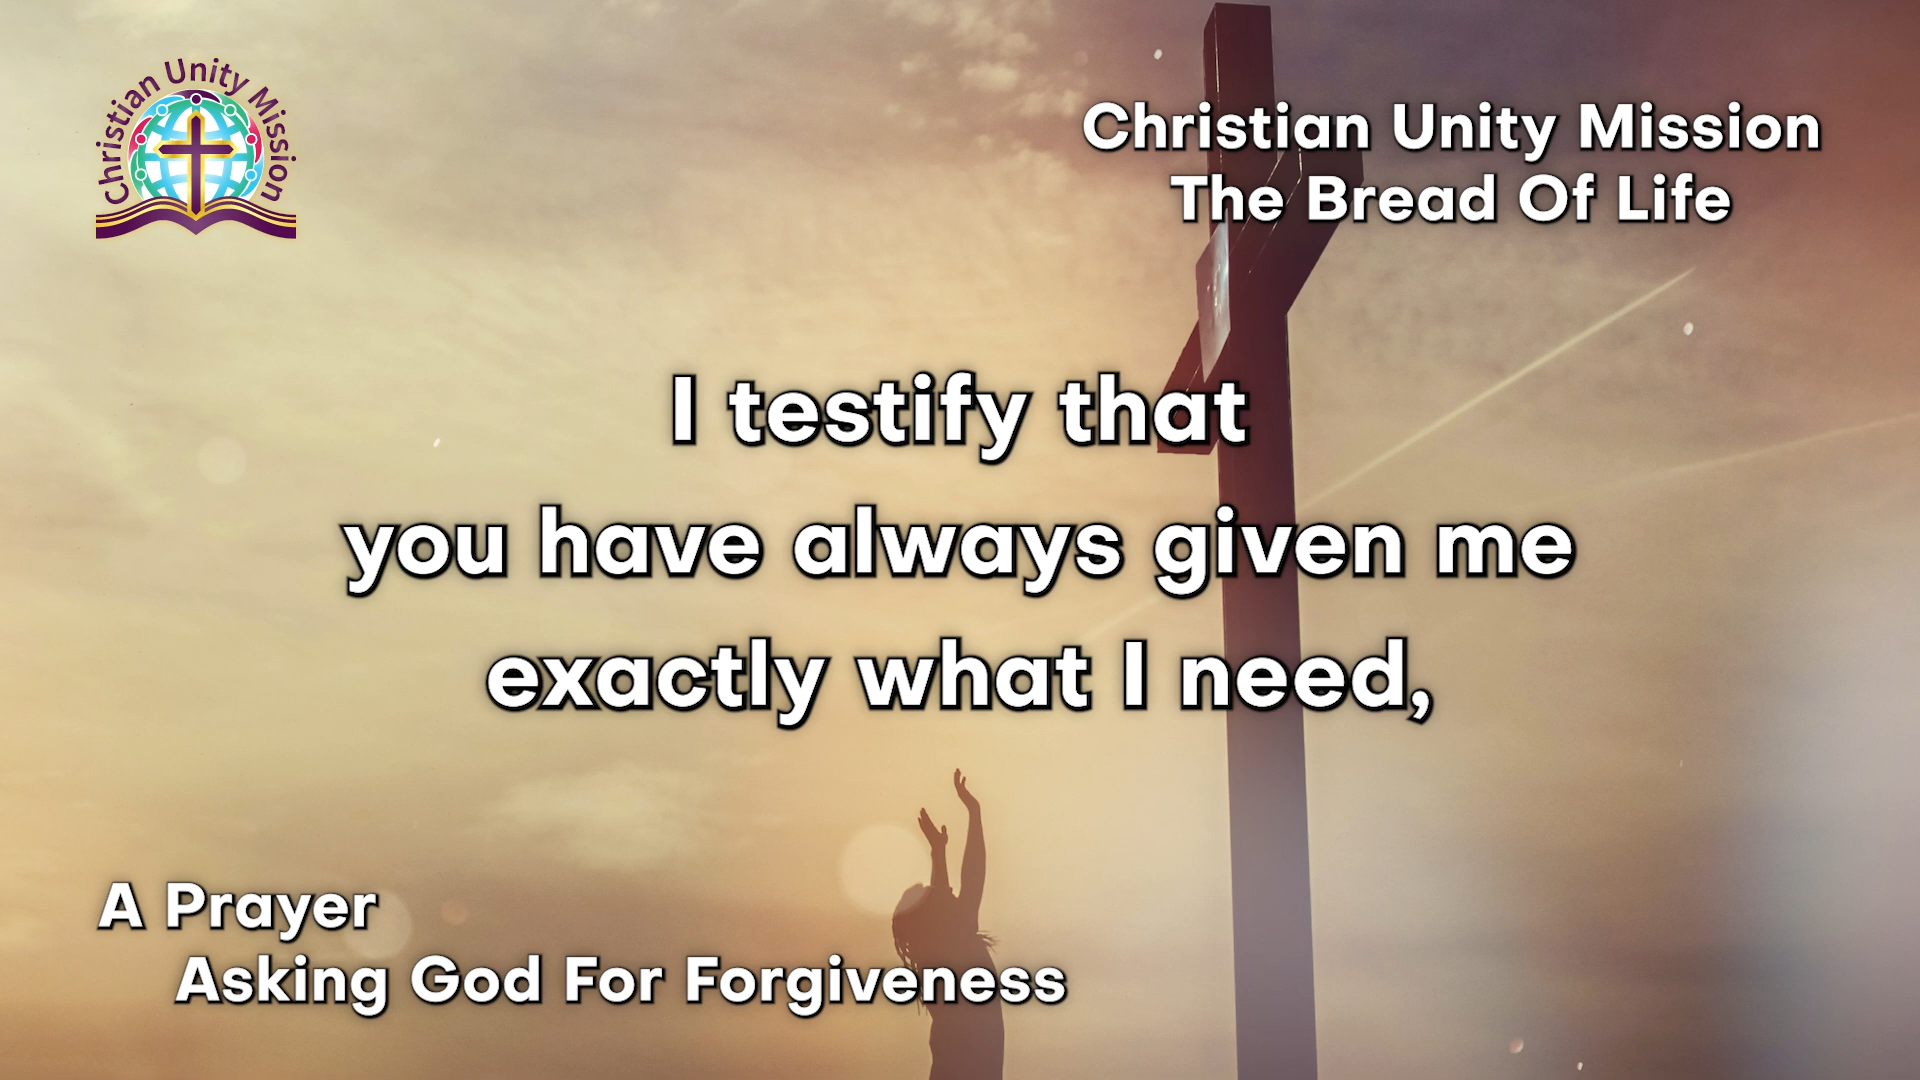 Christian Unity Mission
Christian Unity Mission
The Bread Of Life
I testify that
you have always given me
exactly what I need,
A Prayer
Asking God For Forgiveness